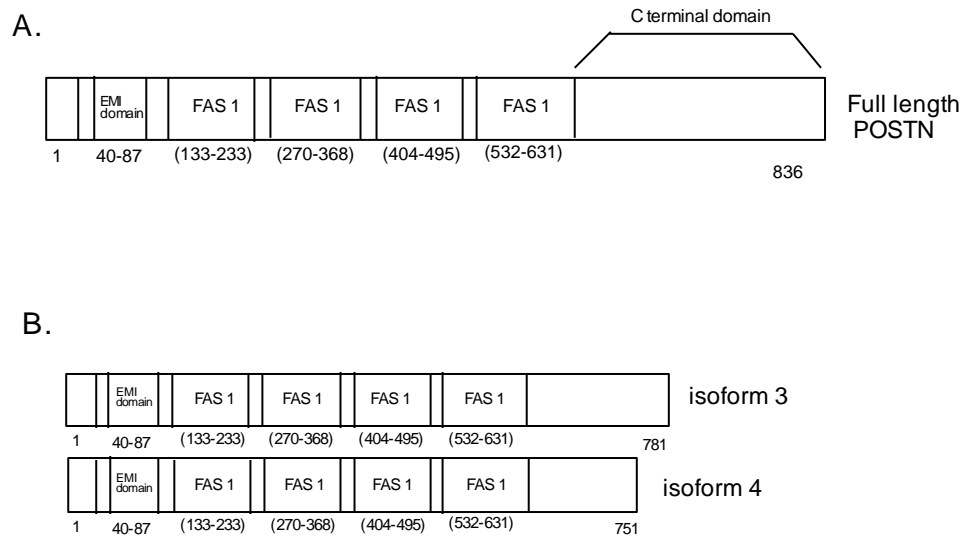 A.
C terminal domain
EMI
domain
FAS 1
FAS 1
FAS 1
FAS 1
Full length
POSTN
1
40-87
(133-233)
(270-368)
(404-495)
(532-631)
836
B.
EMI
domain
FAS 1
FAS 1
FAS 1
FAS 1
isoform 3
1
40-87
(133-233)
(270-368)
(404-495)
(532-631)
781
EMI
domain
FAS 1
FAS 1
FAS 1
FAS 1
isoform 4
1
40-87
(133-233)
(270-368)
(404-495)
(532-631)
751